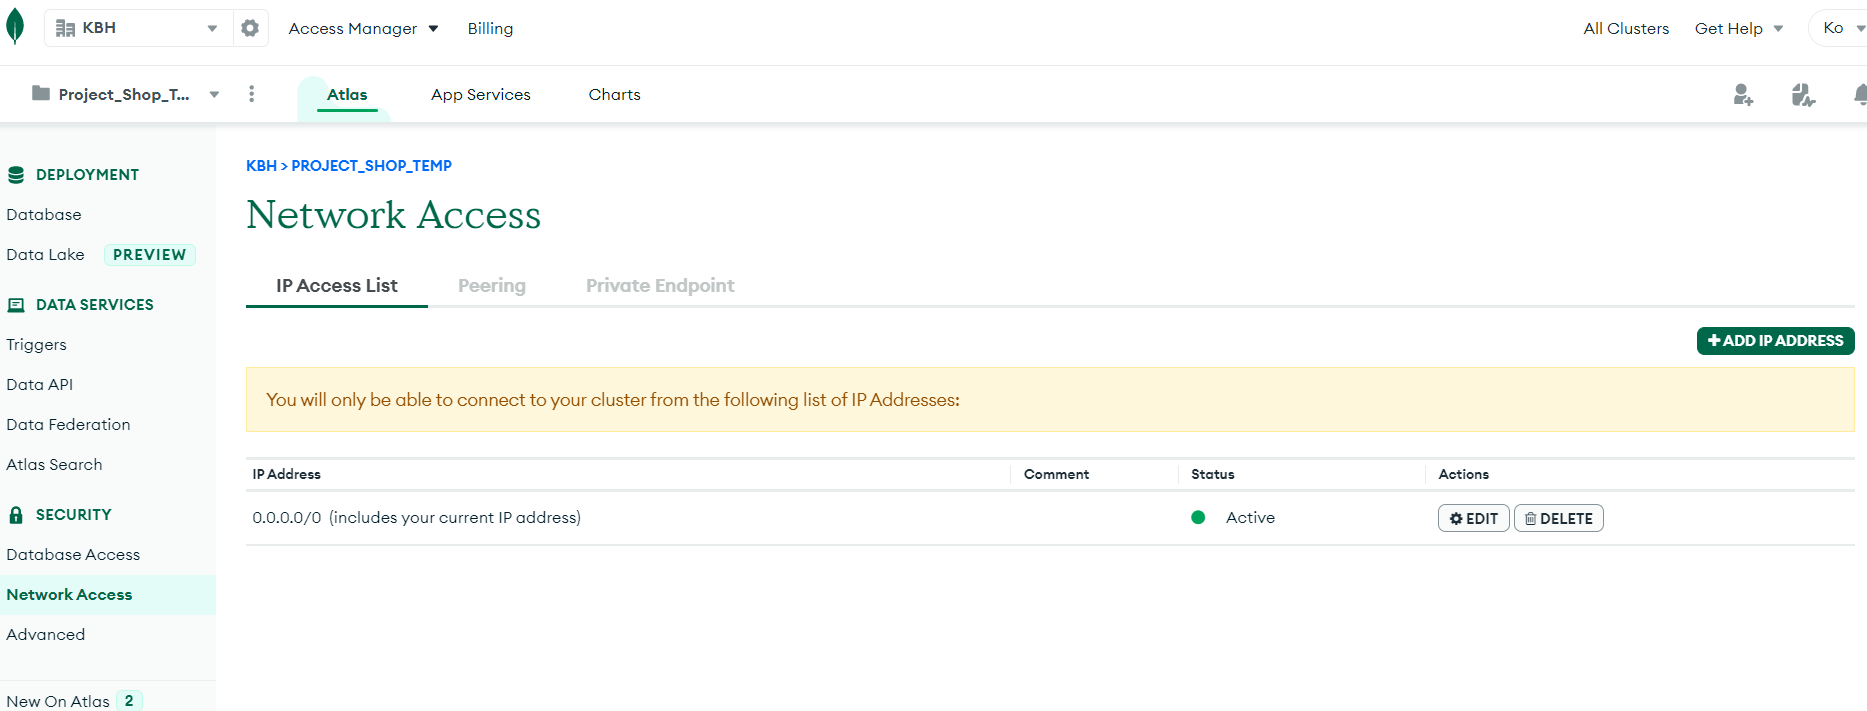 KBH
Access Manager
Billing
All Clusters
Get Help
Ko
Project_Shop_T...
Atlas
App Services
Charts
DEPLOYMENT
Database
Data Lake PREVIEW
DATA SERVICES
Triggers
Data API
Data Federation
Atlas Search
SECURITY
Database Access
Network Access
Advanced
New On Atlas 2
KBH > PROJECT_SHOP_TEMP
Network Access
IP Access List
Peering
Private Endpoint
+ ADD IP ADDRESS
You will only be able to connect to your cluster from the following list of IP Addresses:
IP Address Comment Status Actions
0.0.0.0/0 (includes your current IP address) Active EDIT DELETE